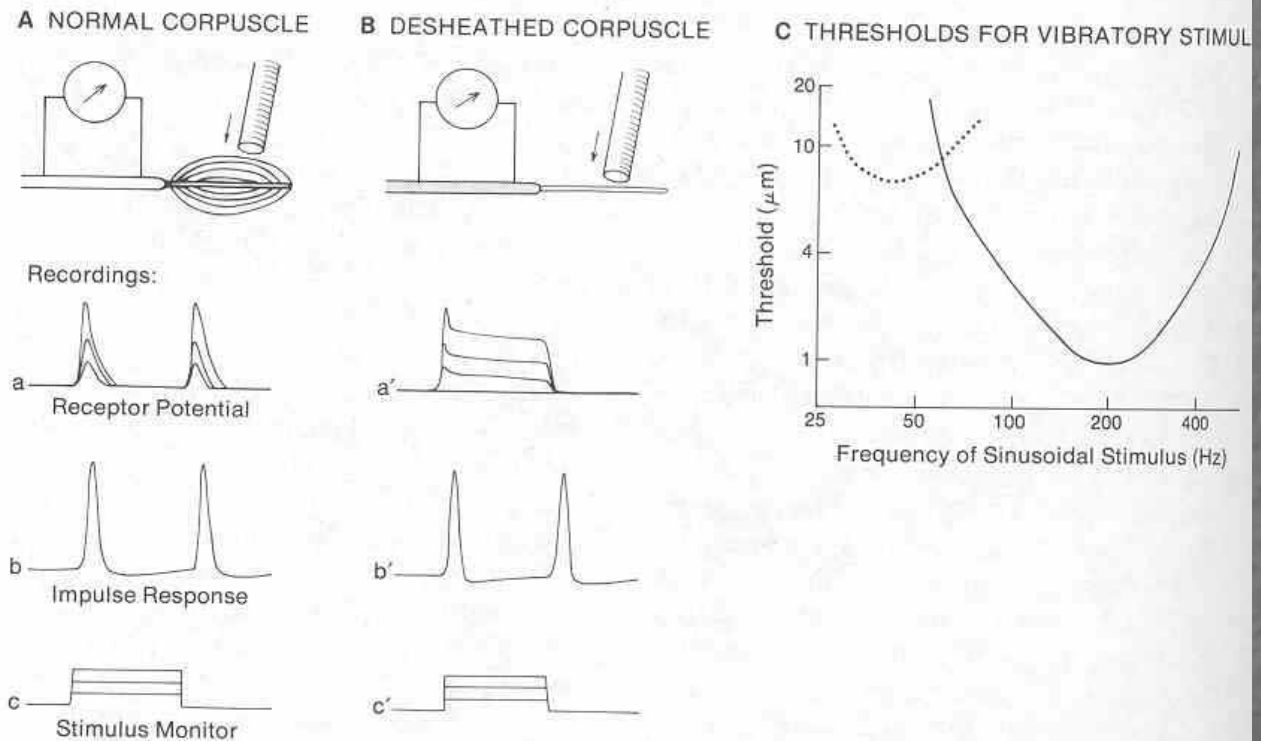 A NORMAL CORPUSCLE
B DESHEATHED CORPUSCLE
C THRESHOLDS FOR VIBRATORY STIMUL
Recordings:
a
Receptor Potential
b
Impulse Response
c
Stimulus Monitor
a'
b'
c'
20
10
4
1
Threshold (μm)
25 50 100 200 400
Frequency of Sinusoidal Stimulus (Hz)